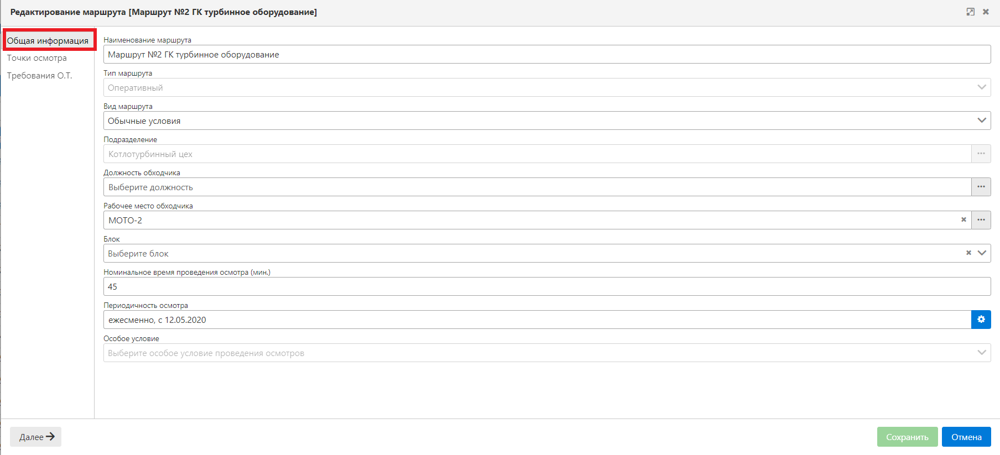 Редактирование маршрута [Маршрут №2 ГК турбинное оборудование]
Общая информация
Точки осмотра
Требования О.Т.
Наименование маршрута
Маршрут №2 ГК турбинное оборудование
Тип маршрута
Оперативный
Вид маршрута
Обычные условия
Подразделение
Котлотурбинный цех
Должность обходчика
Выберите должность
Рабочее место обходчика
МОТО-2
Блок
Выберите блок
Номинальное время проведения осмотра (мин.)
45
Периодичность осмотра
ежесменно, с 12.05.2020
Особое условие
Выберите особое условие проведения осмотров
Далее
Сохранить
Отмена